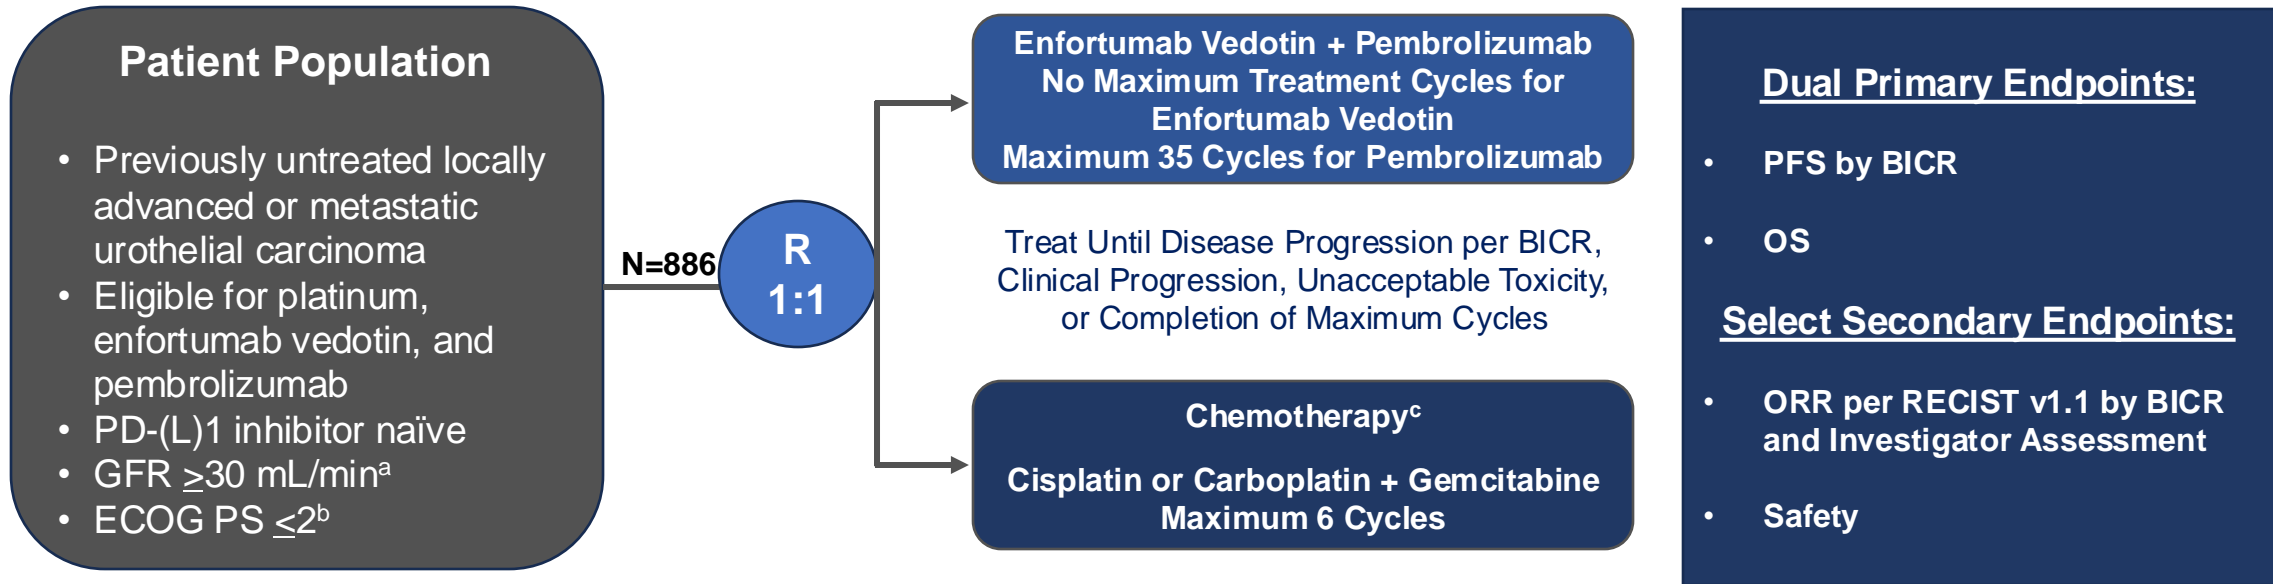 Patient Population
• Previously untreated locally
advanced or metastatic
urothelial carcinoma
• Eligible for platinum,
enfortumab vedotin, and
pembrolizumab
• PD-(L)1 inhibitor naïve
• GFR ≥30 mL/minᵃ
• ECOG PS ≤2ᵇ
N=886
R
1:1
Enfortumab Vedotin + Pembrolizumab
No Maximum Treatment Cycles for
Enfortumab Vedotin
Maximum 35 Cycles for Pembrolizumab
Treat Until Disease Progression per BICR,
Clinical Progression, Unacceptable Toxicity,
or Completion of Maximum Cycles
Chemotherapyᶜ
Cisplatin or Carboplatin + Gemcitabine
Maximum 6 Cycles
Dual Primary Endpoints:
• PFS by BICR
• OS
Select Secondary Endpoints:
• ORR per RECIST v1.1 by BICR
and Investigator Assessment
• Safety